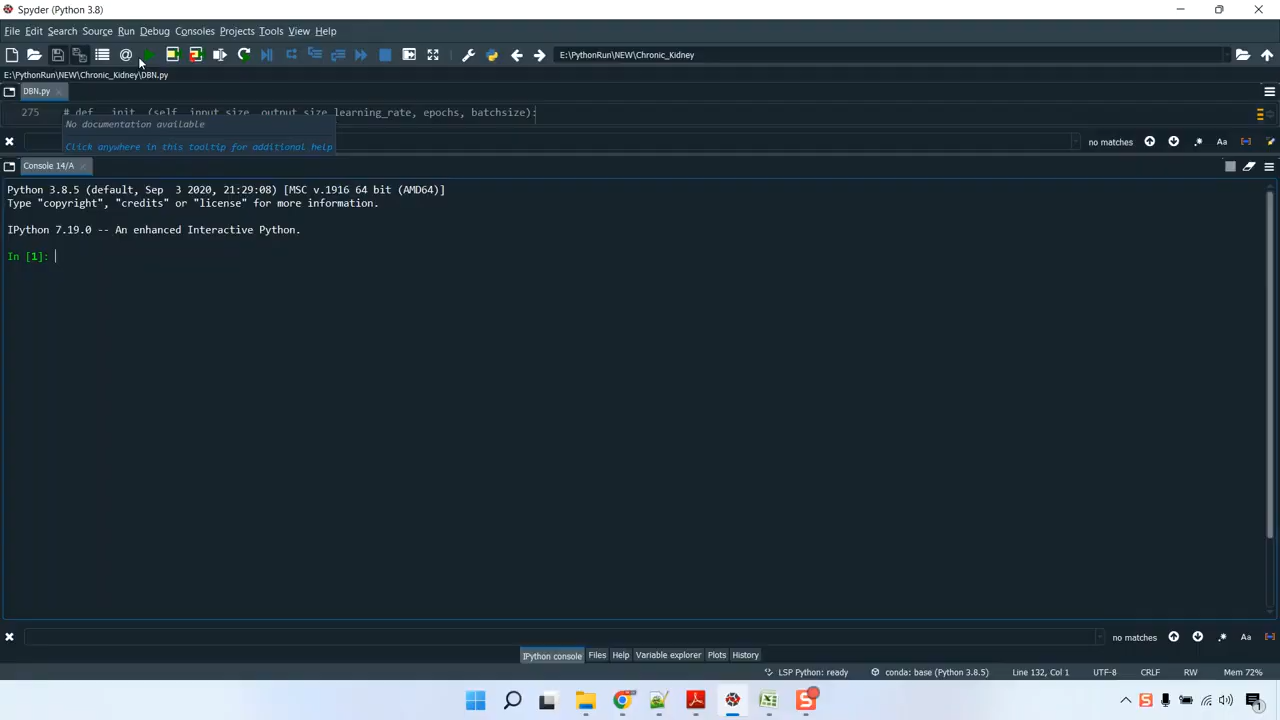 Spyder (Python 3.8)
File Edit Search Source Run Debug Consoles Projects Tools View Help
E:\PythonRun\NEW\Chronic_Kidney
E:\PythonRun\NEW\Chronic_Kidney\DBN.py
DBN.py
275 # def __init__(self, input_size, output_size, learning_rate, epochs, batchsize):
No documentation available
Click anywhere in this tooltip for additional help
no matches
Aa
Console 14/A
Python 3.8.5 (default, Sep 3 2020, 21:29:08) [MSC v.1916 64 bit (AMD64)]
Type "copyright", "credits" or "license" for more information.
IPython 7.19.0 -- An enhanced Interactive Python.
In [1]:
no matches
Aa
IPython console Files Help Variable explorer Plots History
LSP Python: ready conda: base (Python 3.8.5) Line 132, Col 1 UTF-8 CRLF RW Mem 72%